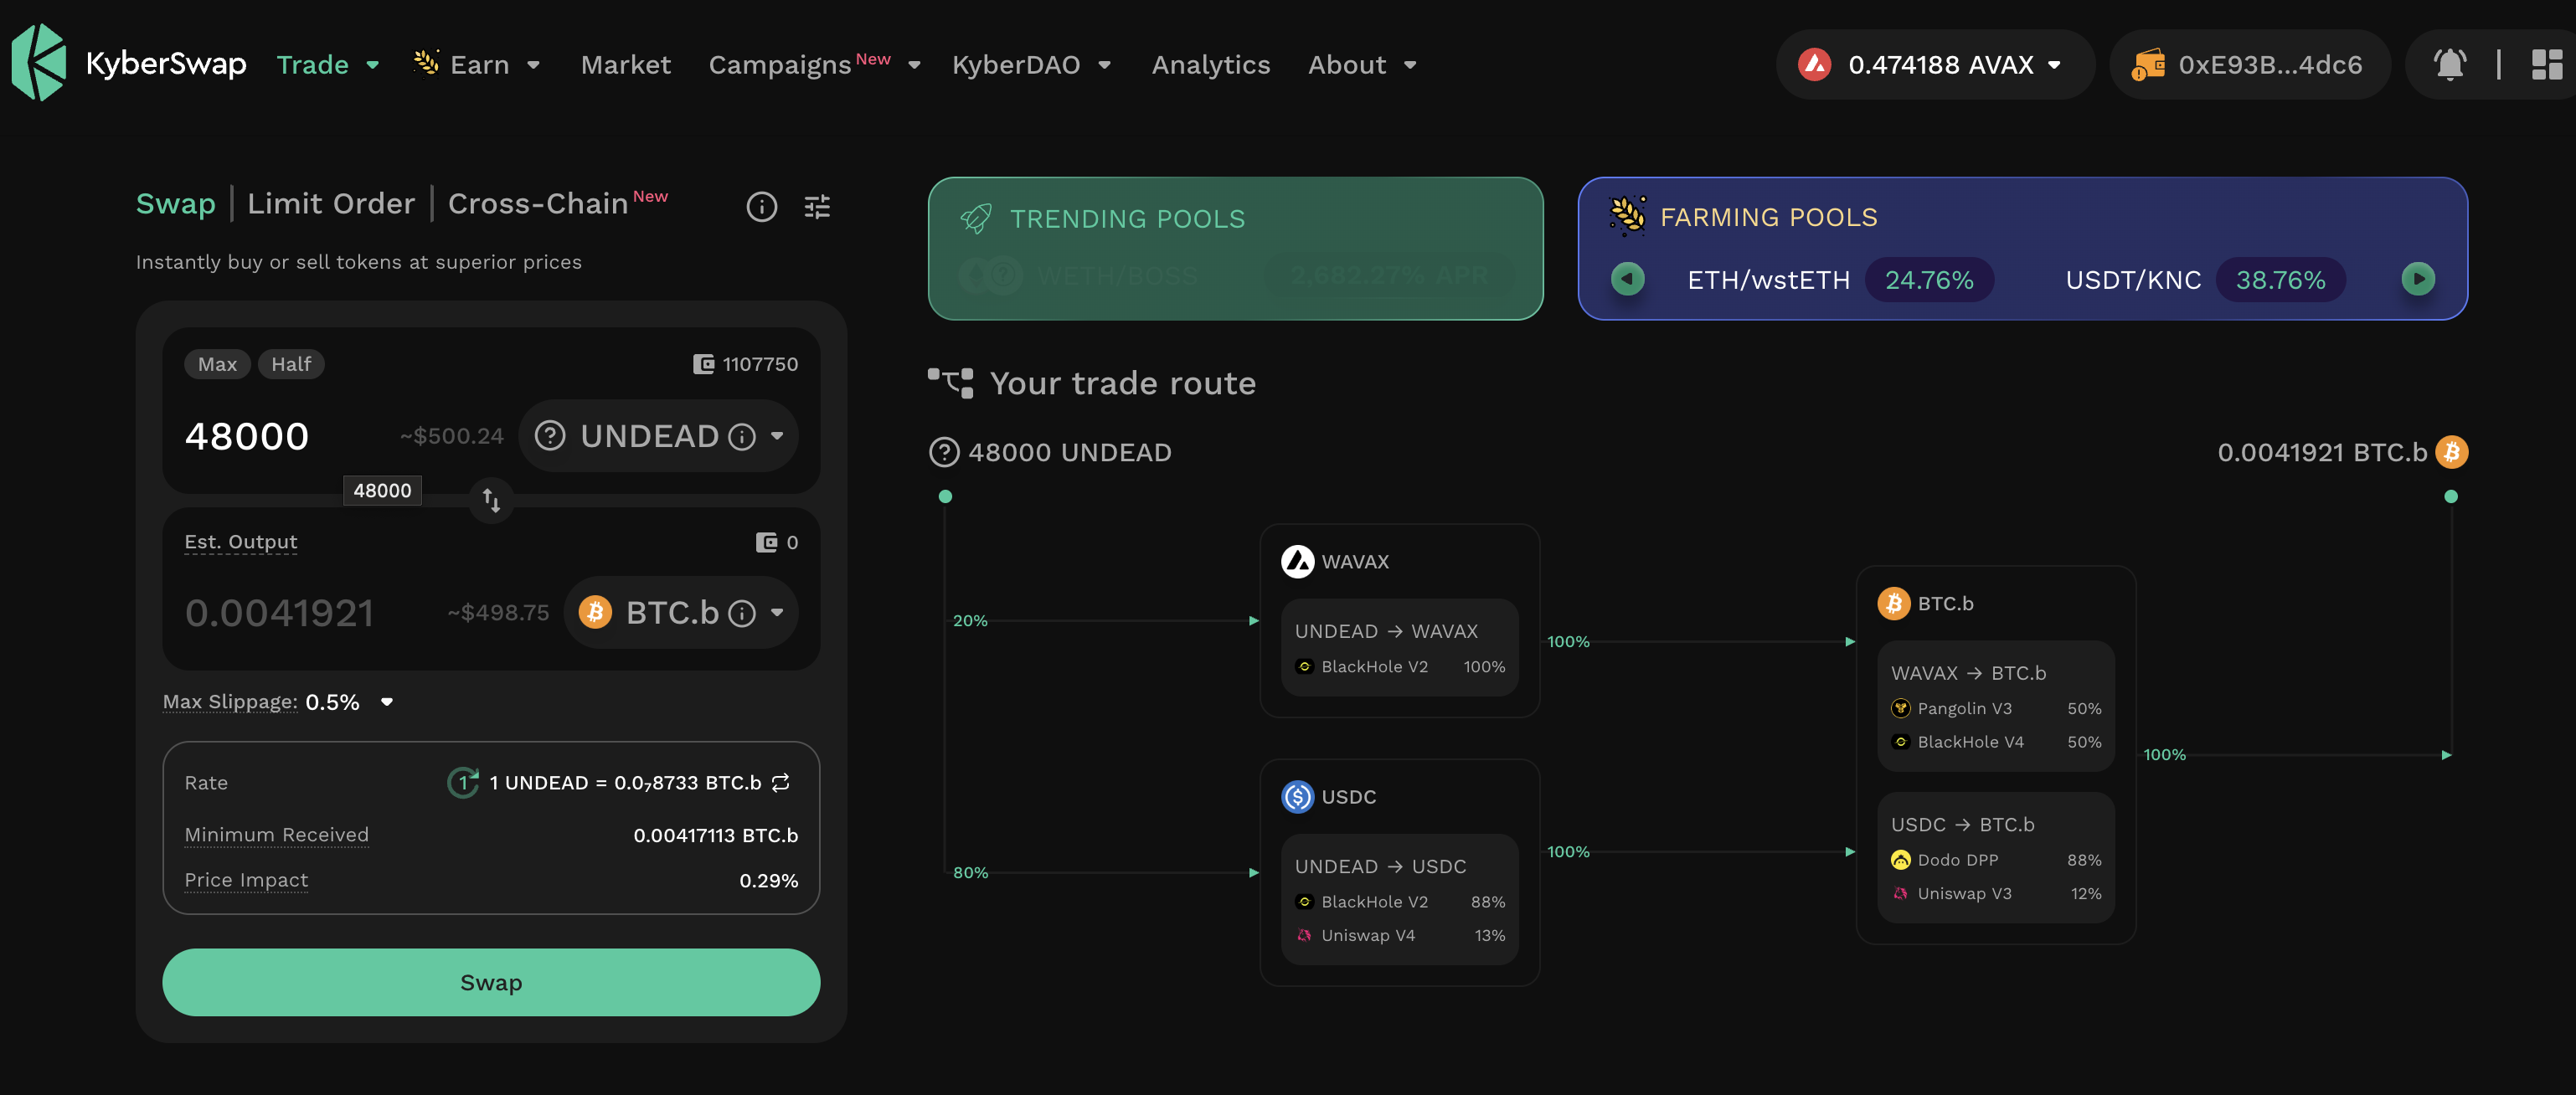 KyberSwap Trade Earn Market Campaigns New KyberDAO Analytics About 0.474188 AVAX 0xE93B...4dc6
Swap | Limit Order | Cross-Chain New
Instantly buy or sell tokens at superior prices
Max Half 1107750
48000 ~$500.24 UNDEAD
48000
Est. Output 0
0.0041921 ~$498.75 BTC.b
Max Slippage: 0.5%
Rate 1 1 UNDEAD = 0.0₇8733 BTC.b
Minimum Received 0.00417113 BTC.b
Price Impact 0.29%
Swap
TRENDING POOLS
WETH/BOSS 2,682.27% APR
FARMING POOLS
ETH/wstETH 24.76% USDT/KNC 38.76%
Your trade route
48000 UNDEAD 0.0041921 BTC.b
20%
WAVAX
UNDEAD → WAVAX
BlackHole V2 100%
100%
80%
USDC
UNDEAD → USDC
BlackHole V2 88%
Uniswap V4 13%
100%
BTC.b
WAVAX → BTC.b
Pangolin V3 50%
BlackHole V4 50%
USDC → BTC.b
Dodo DPP 88%
Uniswap V3 12%
100%